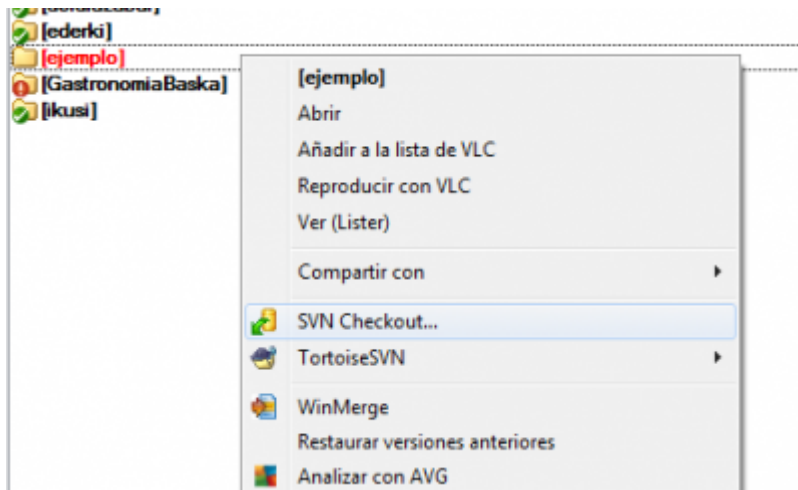 [ederki]
[ejemplo]
[GastronomiaBaska]
[ikusi]
[ejemplo]
Abrir
Añadir a la lista de VLC
Reproducir con VLC
Ver (Lister)
Compartir con
SVN Checkout...
TortoiseSVN
WinMerge
Restaurar versiones anteriores
Analizar con AVG